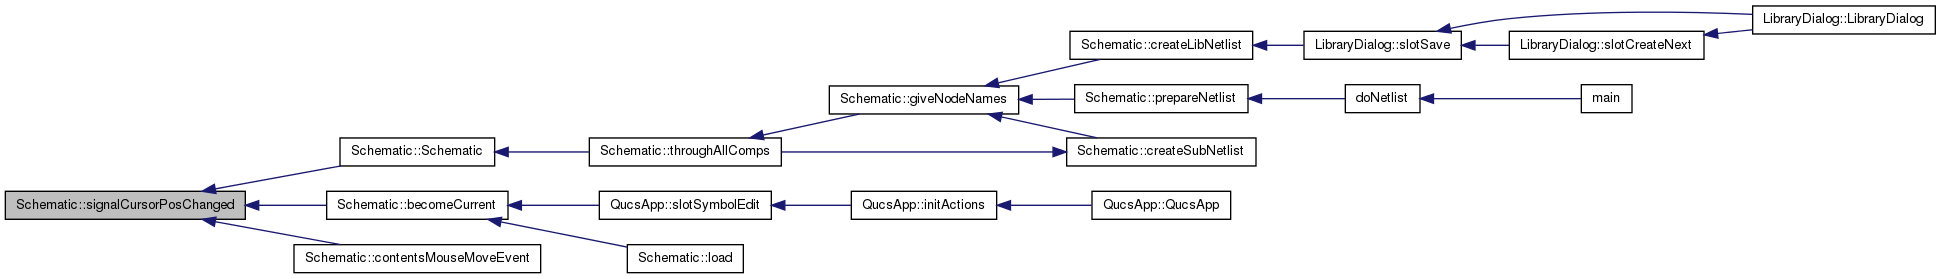 LibraryDialog::LibraryDialog
Schematic::createLibNetlist
LibraryDialog::slotSave
LibraryDialog::slotCreateNext
Schematic::giveNodeNames
Schematic::prepareNetlist
doNetlist
main
Schematic::Schematic
Schematic::throughAllComps
Schematic::createSubNetlist
Schematic::signalCursorPosChanged
Schematic::becomeCurrent
QucsApp::slotSymbolEdit
QucsApp::initActions
QucsApp::QucsApp
Schematic::contentsMouseMoveEvent
Schematic::load